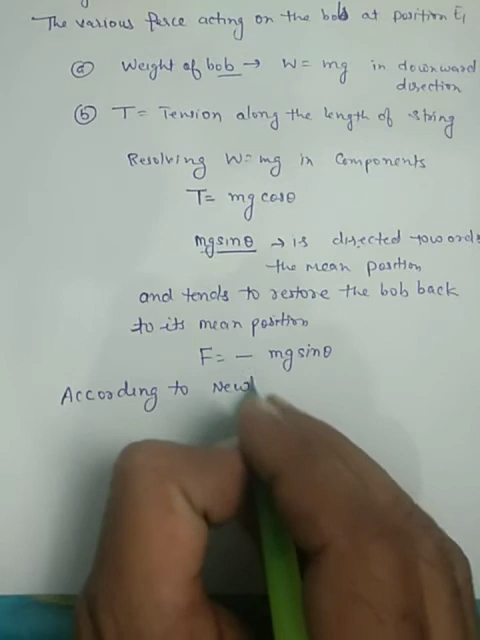 The various force acting on the bob at position E1
(a) Weight of bob → W = mg in downward
direction
(b) T = Tension along the length of string
Resolving W = mg in components
T = mg cosθ
mg sinθ → is directed towards
the mean position
and tends to restore the bob back
to its mean position
F = - mg sinθ
According to New